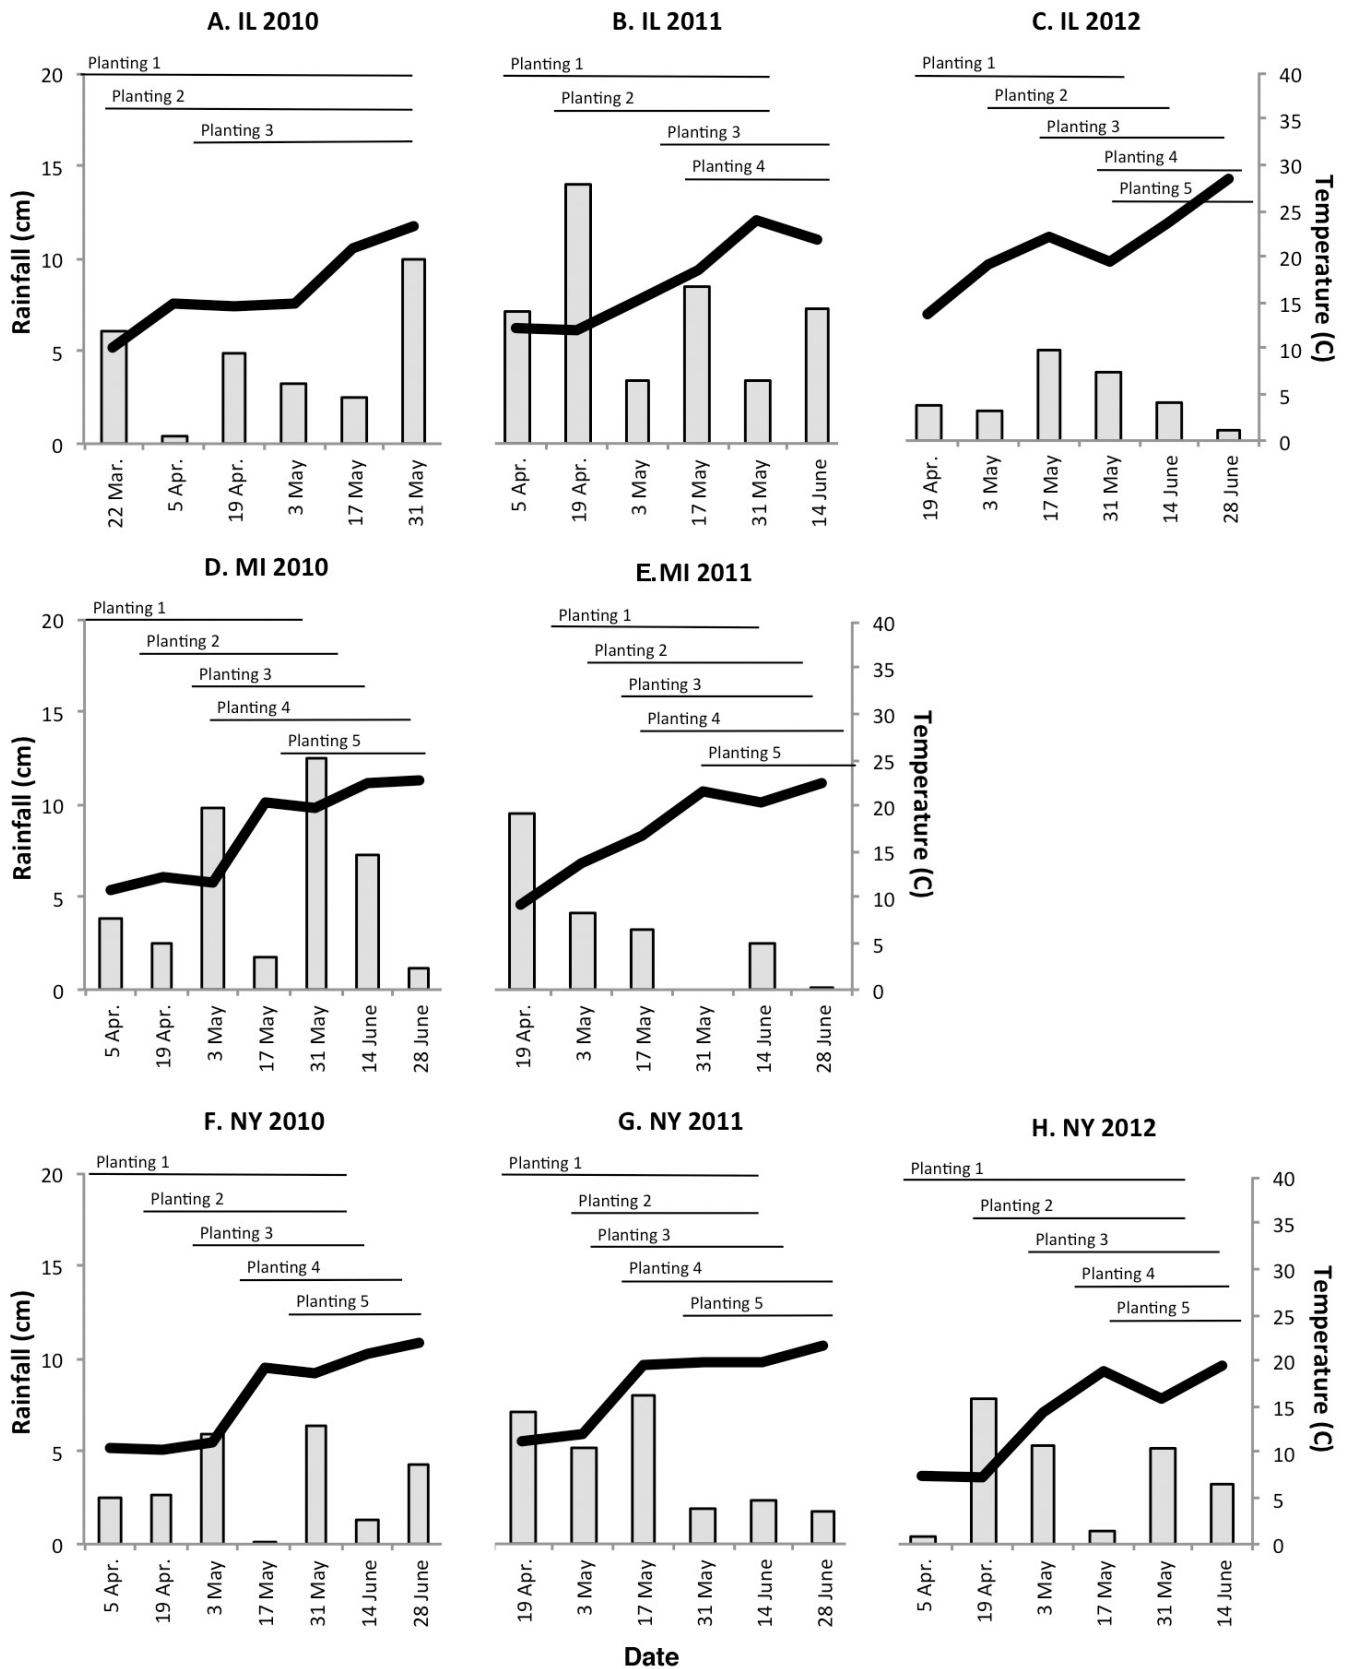 A. IL 2010
B. IL 2011
C. IL 2012
Planting 1
Planting 2
Planting 3
20
15
10
5
0
Rainfall (cm)
22 Mar.
5 Apr.
19 Apr.
3 May
17 May
31 May
Planting 1
Planting 2
Planting 3
Planting 4
5 Apr.
19 Apr.
3 May
17 May
31 May
14 June
Planting 1
Planting 2
Planting 3
Planting 4
Planting 5
40
35
30
25
20
15
10
5
0
Temperature (C)
19 Apr.
3 May
17 May
31 May
14 June
28 June
D. MI 2010
E. MI 2011
Planting 1
Planting 2
Planting 3
Planting 4
Planting 5
20
15
10
5
0
Rainfall (cm)
5 Apr.
19 Apr.
3 May
17 May
31 May
14 June
28 June
Planting 1
Planting 2
Planting 3
Planting 4
Planting 5
40
35
30
25
20
15
10
5
0
Temperature (C)
19 Apr.
3 May
17 May
31 May
14 June
28 June
F. NY 2010
G. NY 2011
H. NY 2012
Planting 1
Planting 2
Planting 3
Planting 4
Planting 5
20
15
10
5
0
Rainfall (cm)
5 Apr.
19 Apr.
3 May
17 May
31 May
14 June
28 June
Planting 1
Planting 2
Planting 3
Planting 4
Planting 5
19 Apr.
3 May
17 May
31 May
14 June
28 June
Planting 1
Planting 2
Planting 3
Planting 4
Planting 5
40
35
30
25
20
15
10
5
0
Temperature (C)
5 Apr.
19 Apr.
3 May
17 May
31 May
14 June
Date